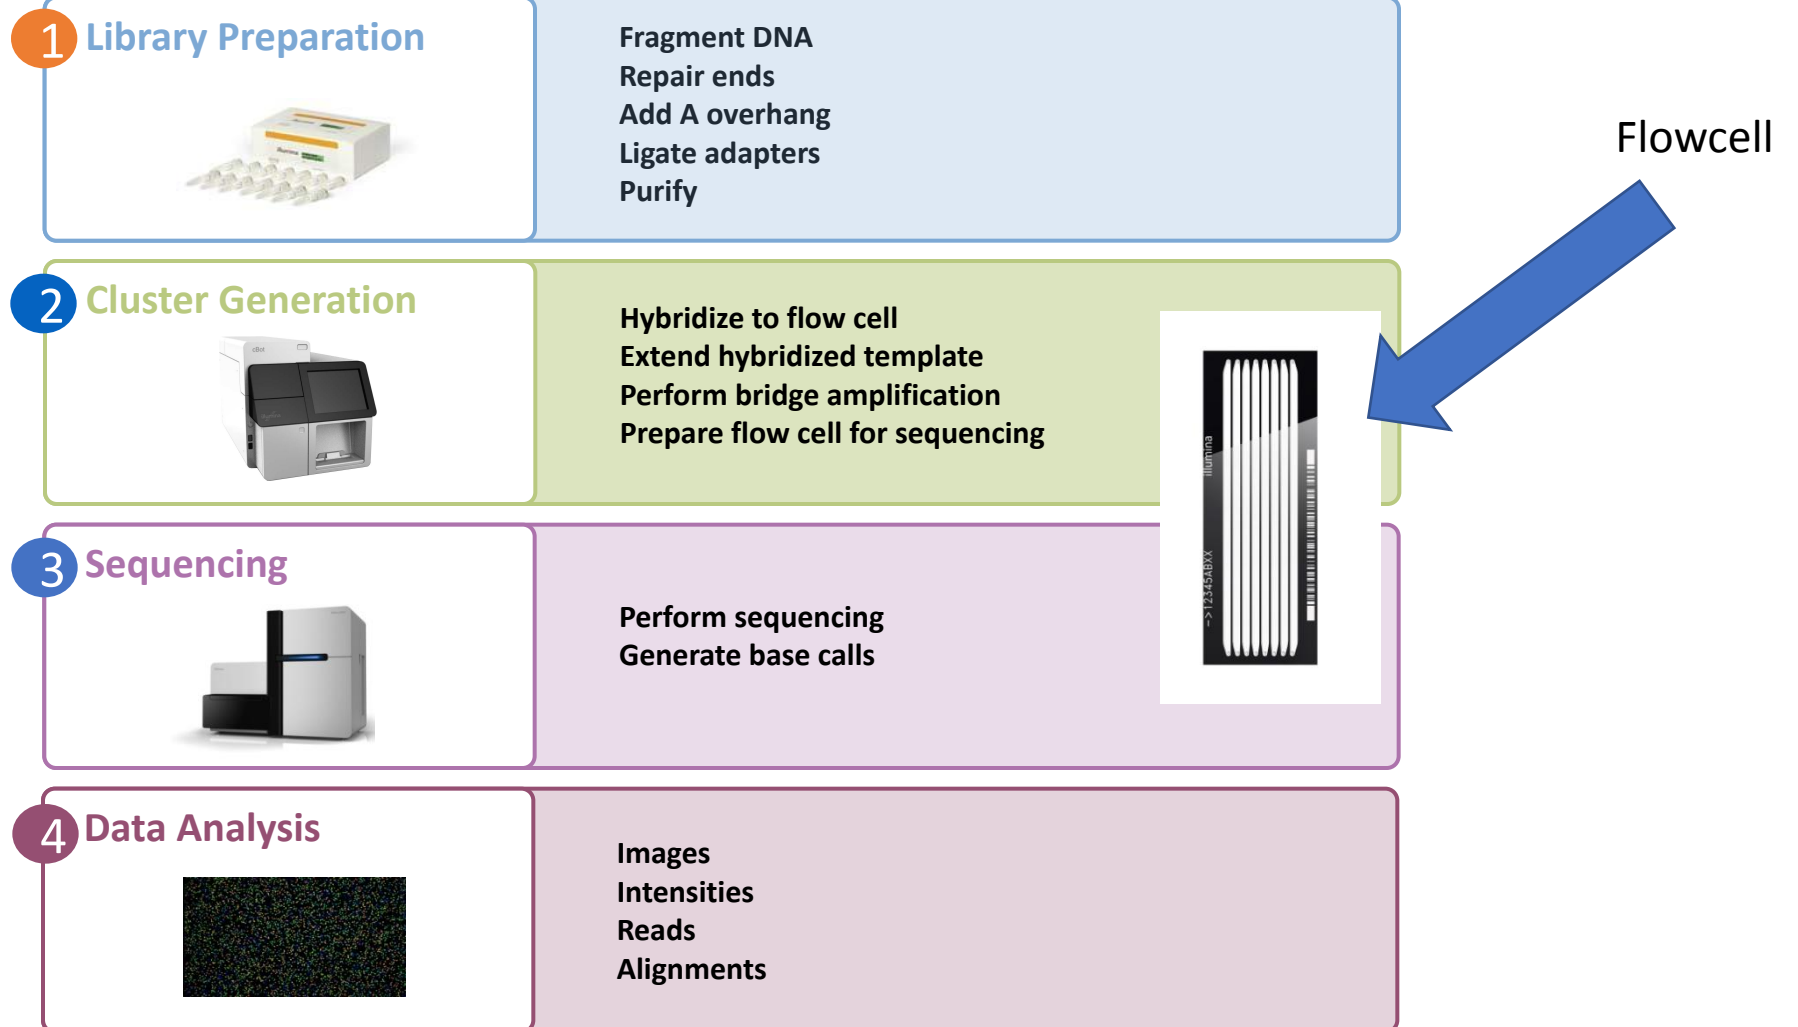 1 Library Preparation
Fragment DNA
Repair ends
Add A overhang
Ligate adapters
Purify
Flowcell
2 Cluster Generation
cBot
Hybridize to flow cell
Extend hybridized template
Perform bridge amplification
Prepare flow cell for sequencing
illumina
->12345ABXX
3 Sequencing
Perform sequencing
Generate base calls
4 Data Analysis
Images
Intensities
Reads
Alignments